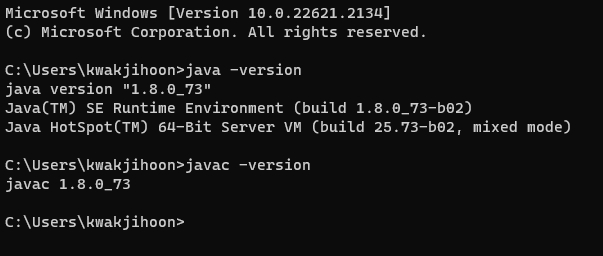 Microsoft Windows [Version 10.0.22621.2134]
(c) Microsoft Corporation. All rights reserved.
C:\Users\kwakjihoon>java -version
java version "1.8.0_73"
Java(TM) SE Runtime Environment (build 1.8.0_73-b02)
Java HotSpot(TM) 64-Bit Server VM (build 25.73-b02, mixed mode)
C:\Users\kwakjihoon>javac -version
javac 1.8.0_73
C:\Users\kwakjihoon>